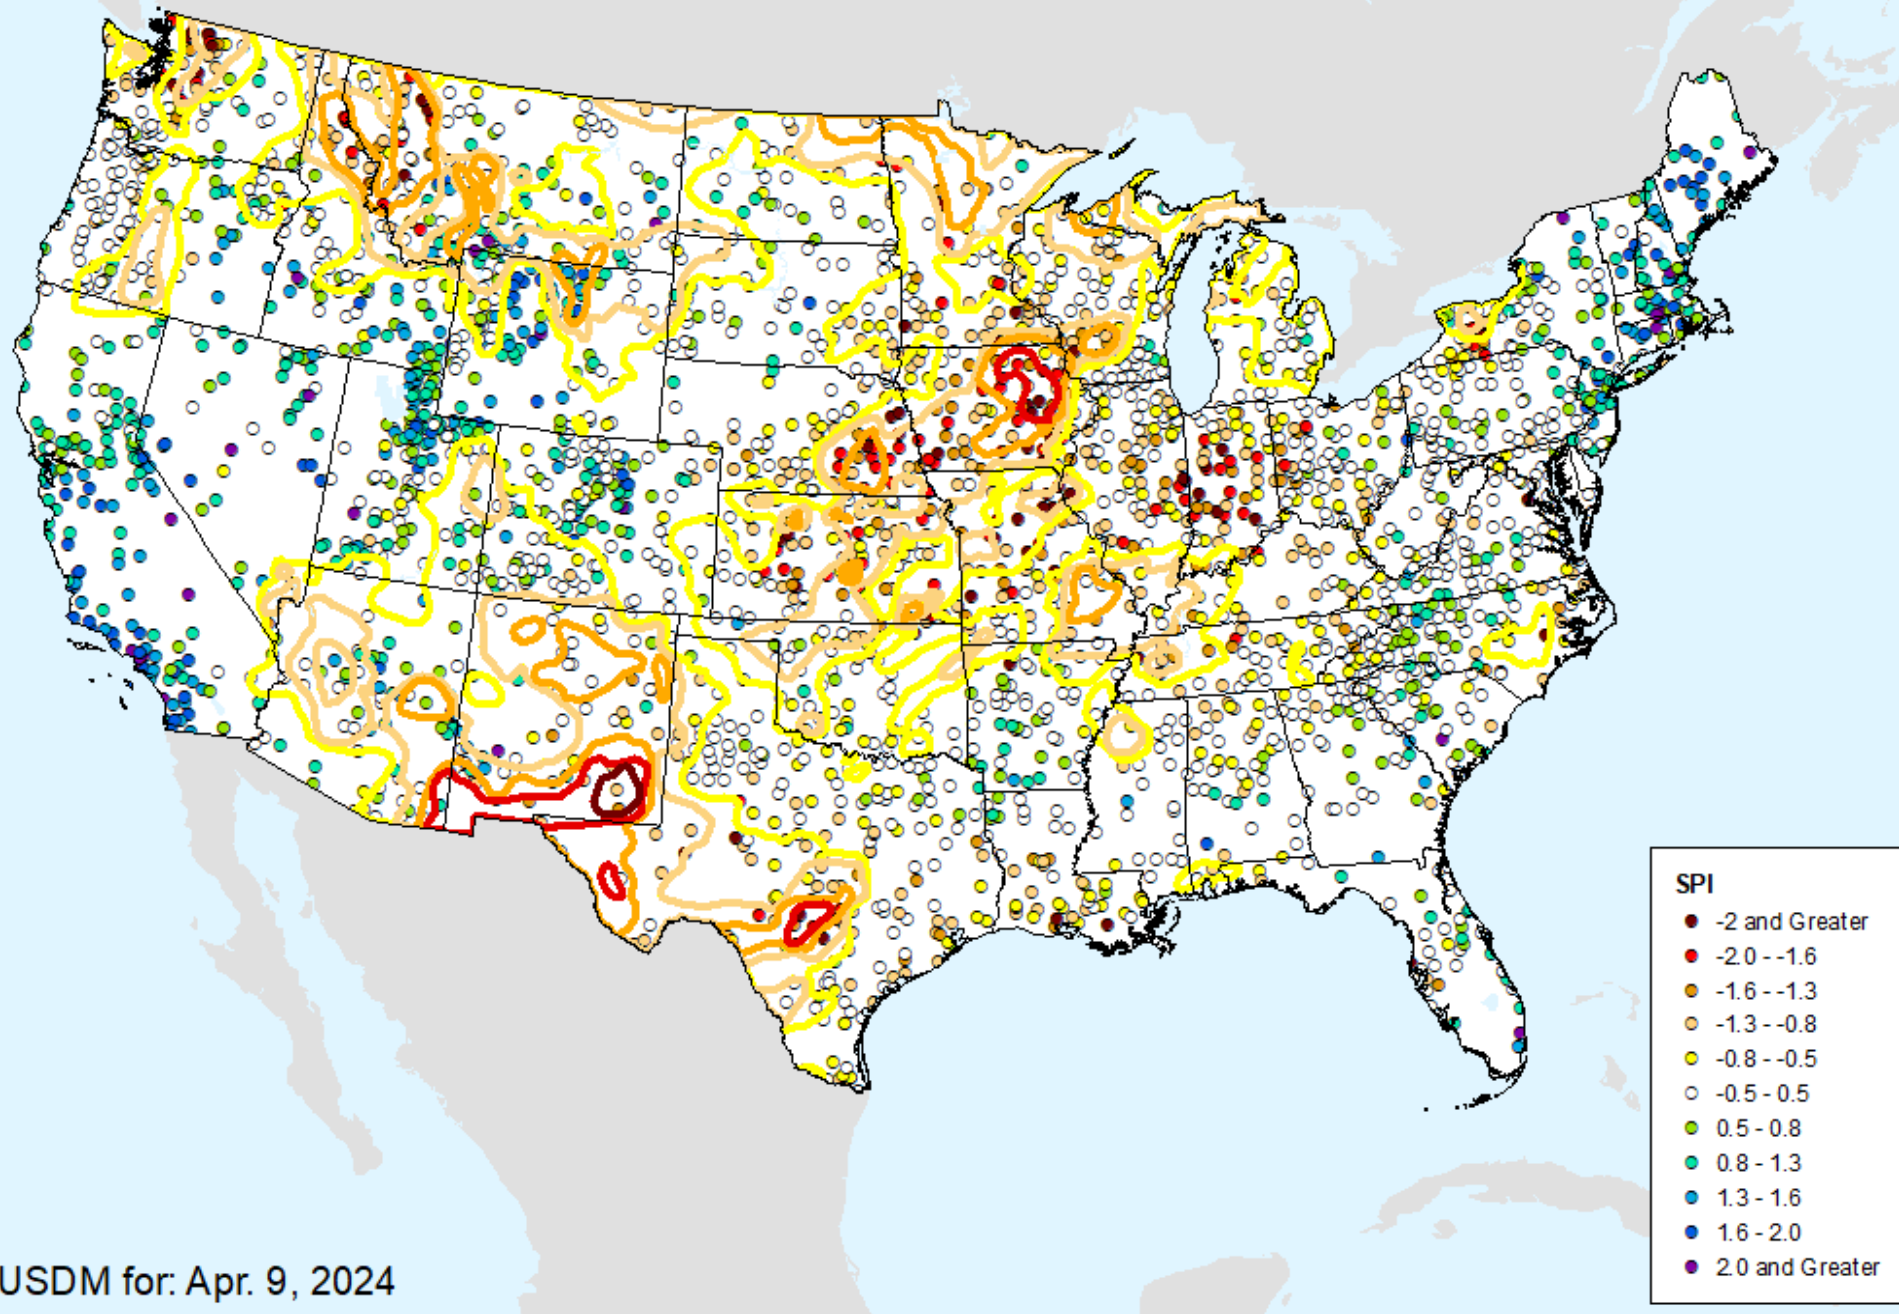 SPI
-2 and Greater
-2.0 - -1.6
-1.6 - -1.3
-1.3 - -0.8
-0.8 - -0.5
-0.5 - 0.5
0.5 - 0.8
0.8 - 1.3
1.3 - 1.6
1.6 - 2.0
2.0 and Greater
USDM for: Apr. 9, 2024